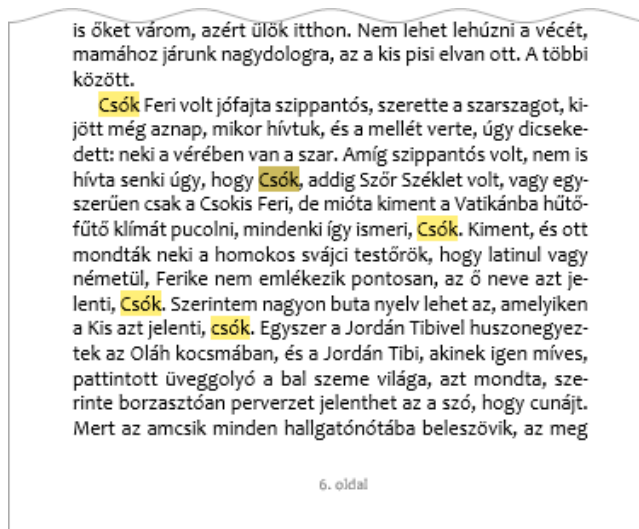 is őket várom, azért ülök itthon. Nem lehet lehúzni a vécét,
mamához járunk nagydologra, az a kis pisi elvan ott. A többi
között.
Csók Feri volt jófajta szippantós, szerette a szarszagot, ki-
jött még aznap, mikor hívtuk, és a mellét verte, úgy dicseke-
dett: neki a vérében van a szar. Amíg szippantós volt, nem is
hívta senki úgy, hogy Csók, addig Szőr Széklet volt, vagy egy-
szerűen csak a Csokis Feri, de mióta kiment a Vatikánba hűtő-
fűtő klímát pucolni, mindenki így ismeri, Csók. Kiment, és ott
mondták neki a homokos svájci testőrök, hogy latinul vagy
németül, Ferike nem emlékezik pontosan, az ő neve azt je-
lenti, Csók. Szerintem nagyon buta nyelv lehet az, amelyiken
a Kis azt jelenti, csók. Egyszer a Jordán Tibivel huszonegyez-
tek az Oláh kocsmában, és a Jordán Tibi, akinek igen míves,
pattintott üveggolyó a bal szeme világa, azt mondta, sze-
rinte borzasztóan perverzet jelenthet az a szó, hogy cunájt.
Mert az amcsik minden hallgatónótába beleszövik, az meg
6. oldal